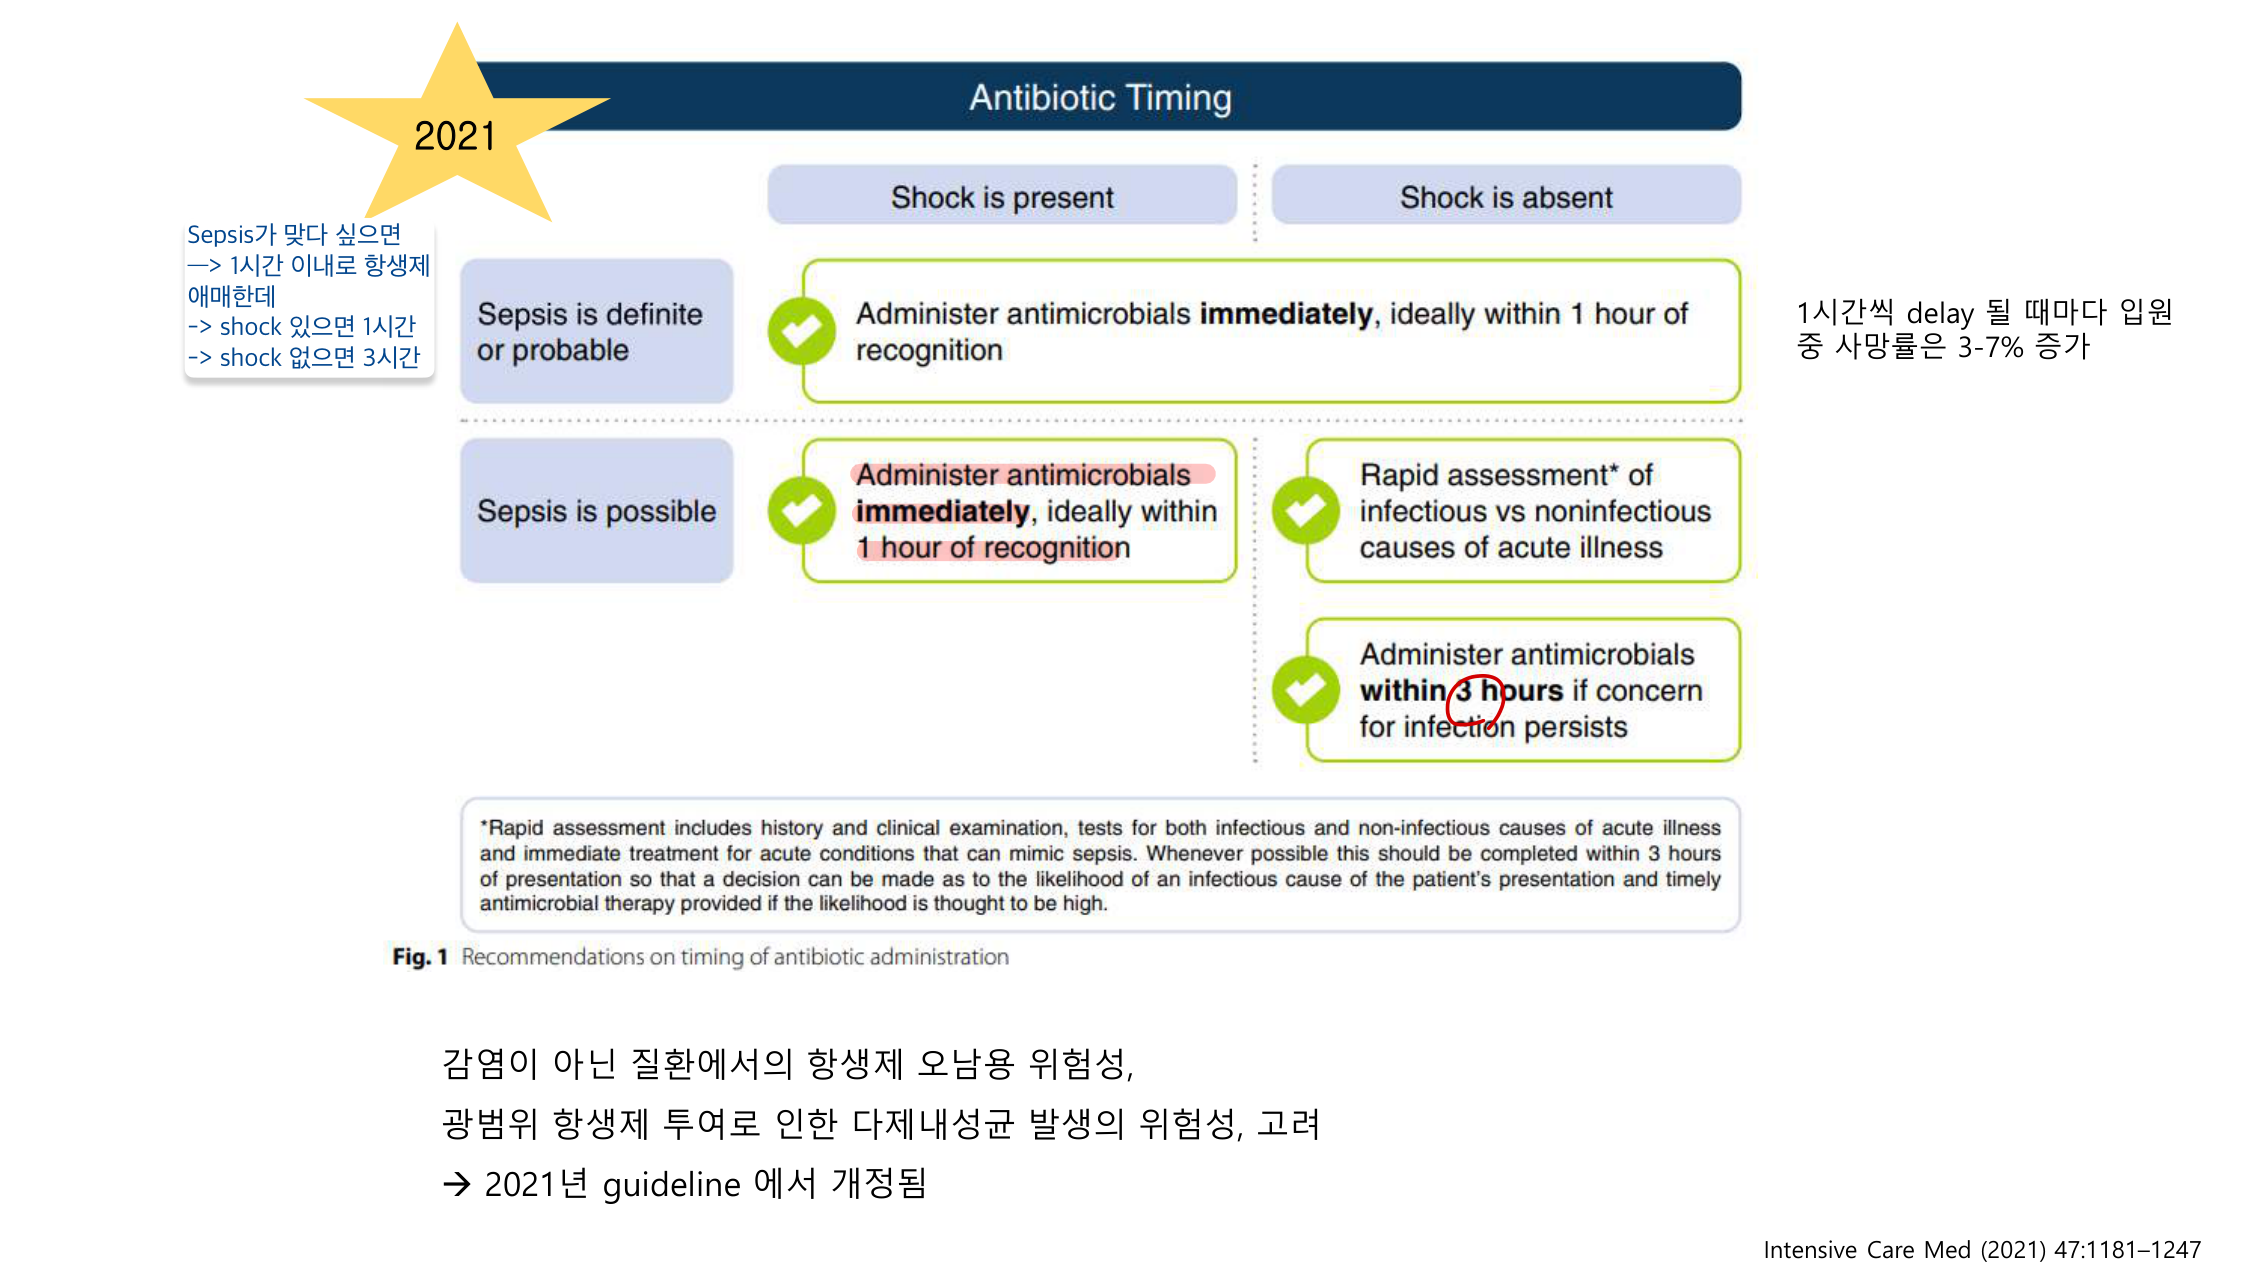 2021
Antibiotic Timing
Shock is present
Shock is absent
Sepsis가 맞다 싶으면
—> 1시간 이내로 항생제
애매한데
-> shock 있으면 1시간
-> shock 없으면 3시간
Sepsis is definite
or probable
Administer antimicrobials immediately, ideally within 1 hour of
recognition
1시간씩 delay 될 때마다 입원
중 사망률은 3-7% 증가
Sepsis is possible
Administer antimicrobials
immediately, ideally within
1 hour of recognition
Rapid assessment* of
infectious vs noninfectious
causes of acute illness
Administer antimicrobials
within 3 hours if concern
for infection persists
*Rapid assessment includes history and clinical examination, tests for both infectious and non-infectious causes of acute illness
and immediate treatment for acute conditions that can mimic sepsis. Whenever possible this should be completed within 3 hours
of presentation so that a decision can be made as to the likelihood of an infectious cause of the patient's presentation and timely
antimicrobial therapy provided if the likelihood is thought to be high.
Fig. 1 Recommendations on timing of antibiotic administration
감염이 아닌 질환에서의 항생제 오남용 위험성,
광범위 항생제 투여로 인한 다제내성균 발생의 위험성, 고려
→ 2021년 guideline 에서 개정됨
Intensive Care Med (2021) 47:1181–1247